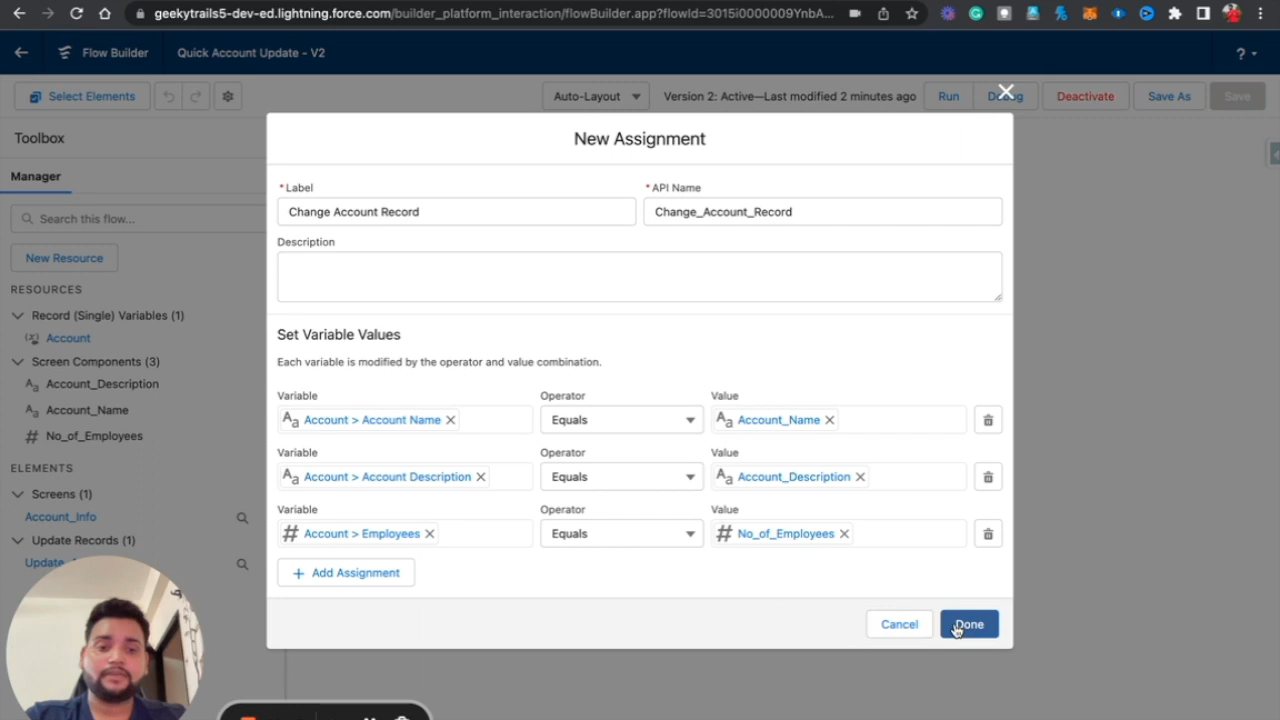 geekytrails5-dev-ed.lightning.force.com/builder_platform_interaction/flowBuilder.app?flowId=3015i0000009YnbA...
Flow Builder
Quick Account Update - V2
?
Select Elements
Auto-Layout
Version 2: Active—Last modified 2 minutes ago
Run
Debug
Deactivate
Save As
Save
Toolbox
Manager
Search this flow...
New Resource
RESOURCES
Record (Single) Variables (1)
Account
Screen Components (3)
Account_Description
Account_Name
No_of_Employees
ELEMENTS
Screens (1)
Account_Info
Update Records (1)
New Assignment
* Label
* API Name
Change Account Record
Change_Account_Record
Description
Set Variable Values
Each variable is modified by the operator and value combination.
Variable Operator Value
Account > Account Name Equals Account_Name
Variable Operator Value
Account > Account Description Equals Account_Description
Variable Operator Value
Account > Employees Equals No_of_Employees
+ Add Assignment
Cancel
Done